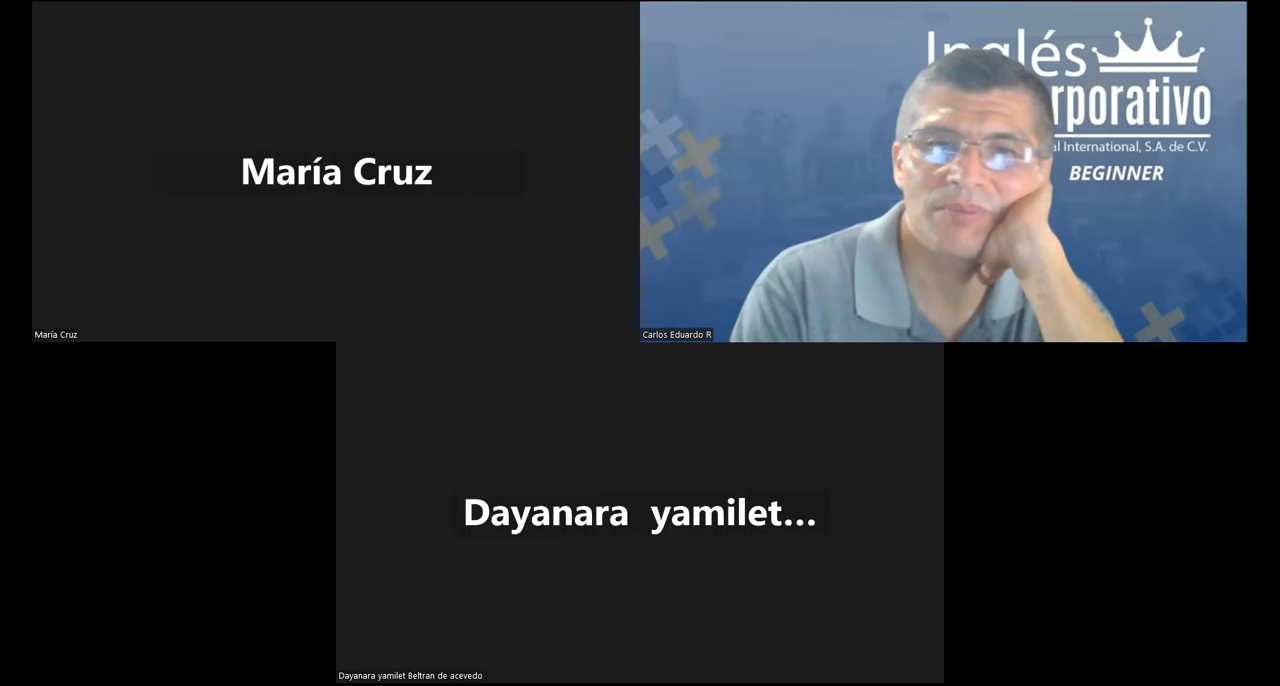 María Cruz
María Cruz
Inglés
rporativo
al International, S.A. de C.V.
BEGINNER
Carlos Eduardo R
Dayanara yamilet...
Dayanara yamilet Beltran de acevedo